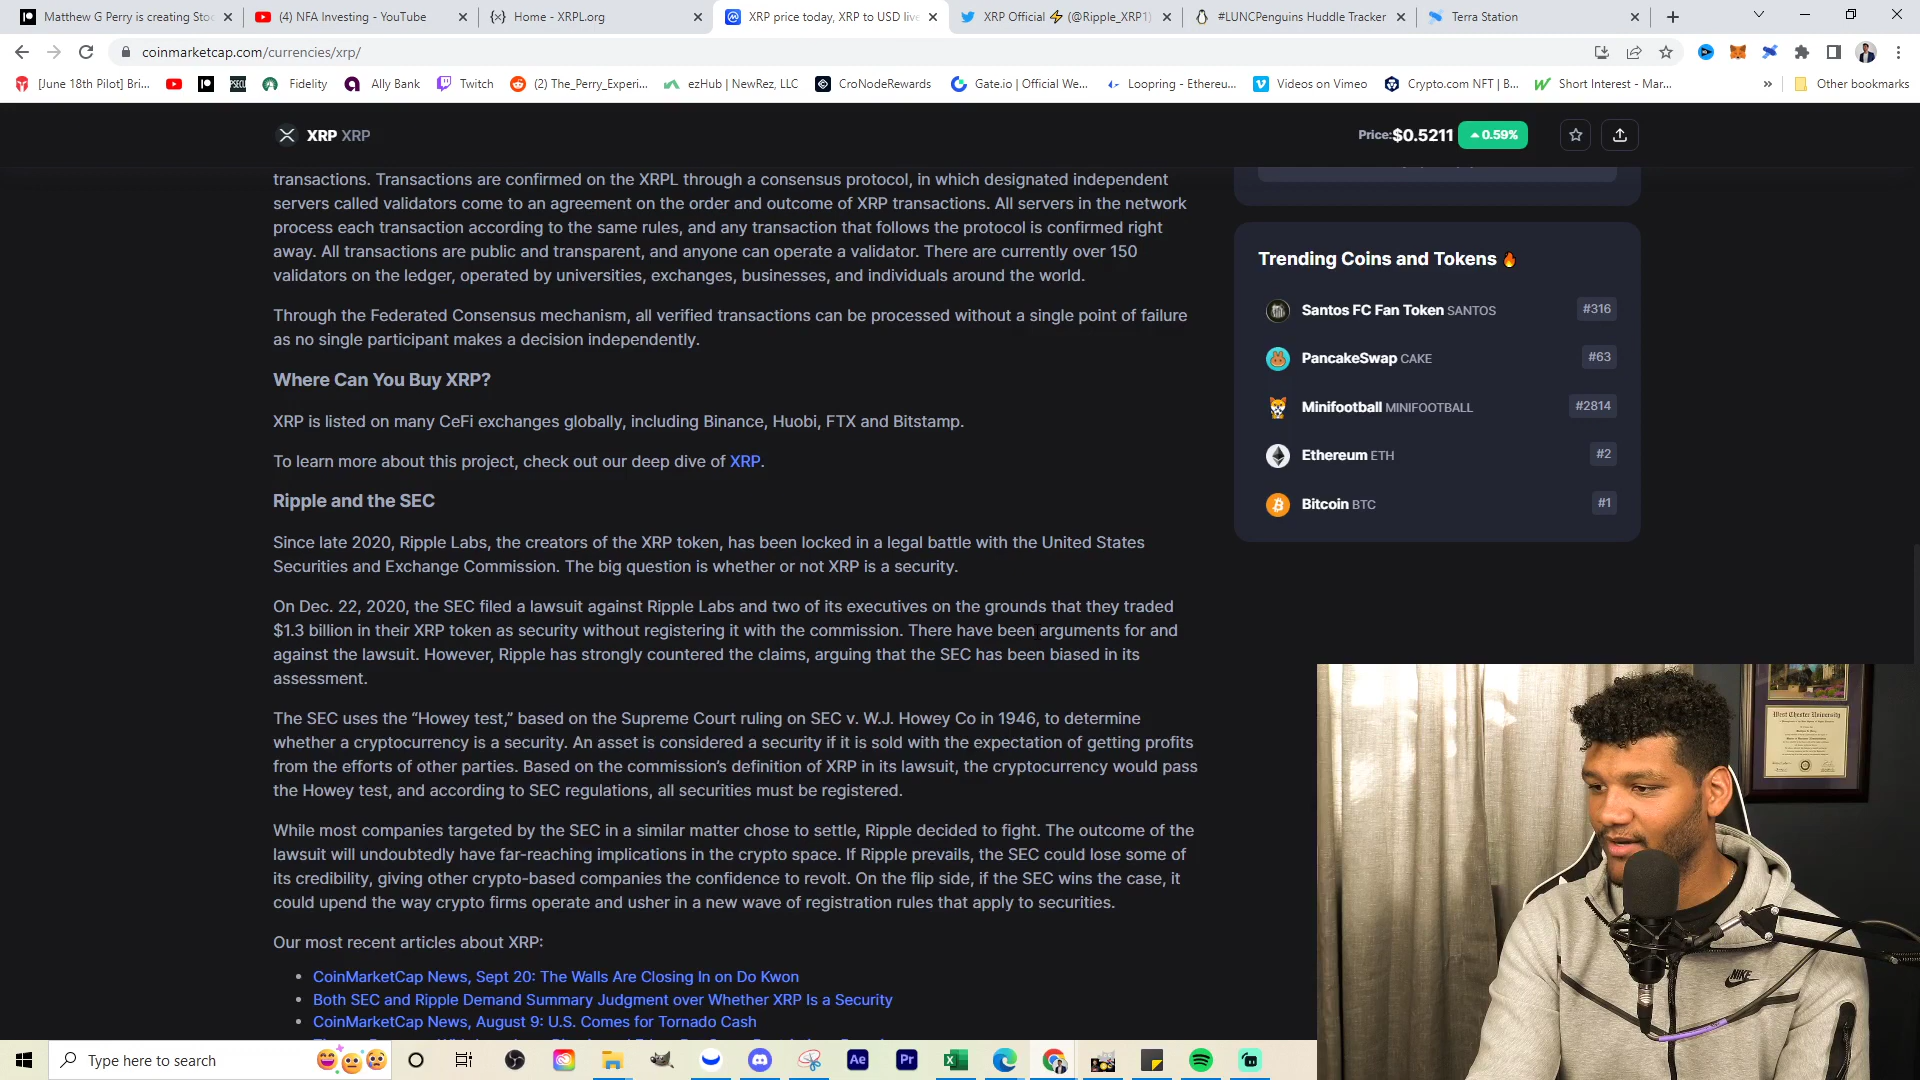 Matthew G Perry is creating Stoc
(4) NFA Investing - YouTube
Home - XRPL.org
XRP price today, XRP to USD live
XRP Official ⚡ (@Ripple_XRP1)
#LUNCPenguins Huddle Tracker
Terra Station
coinmarketcap.com/currencies/xrp/
[June 18th Pilot] Bri...
Fidelity
Ally Bank
Twitch
(2) The_Perry_Experi...
ezHub | NewRez, LLC
CroNodeRewards
Gate.io | Official We...
Loopring - Ethereu...
Videos on Vimeo
Crypto.com NFT | B...
Short Interest - Mar...
Other bookmarks
XRP XRP
Price:$0.5211 0.59%
transactions. Transactions are confirmed on the XRPL through a consensus protocol, in which designated independent
servers called validators come to an agreement on the order and outcome of XRP transactions. All servers in the network
process each transaction according to the same rules, and any transaction that follows the protocol is confirmed right
away. All transactions are public and transparent, and anyone can operate a validator. There are currently over 150
validators on the ledger, operated by universities, exchanges, businesses, and individuals around the world.
Through the Federated Consensus mechanism, all verified transactions can be processed without a single point of failure
as no single participant makes a decision independently.
Where Can You Buy XRP?
XRP is listed on many CeFi exchanges globally, including Binance, Huobi, FTX and Bitstamp.
To learn more about this project, check out our deep dive of XRP.
Ripple and the SEC
Since late 2020, Ripple Labs, the creators of the XRP token, has been locked in a legal battle with the United States
Securities and Exchange Commission. The big question is whether or not XRP is a security.
On Dec. 22, 2020, the SEC filed a lawsuit against Ripple Labs and two of its executives on the grounds that they traded
$1.3 billion in their XRP token as security without registering it with the commission. There have been arguments for and
against the lawsuit. However, Ripple has strongly countered the claims, arguing that the SEC has been biased in its
assessment.
The SEC uses the “Howey test,” based on the Supreme Court ruling on SEC v. W.J. Howey Co in 1946, to determine
whether a cryptocurrency is a security. An asset is considered a security if it is sold with the expectation of getting profits
from the efforts of other parties. Based on the commission’s definition of XRP in its lawsuit, the cryptocurrency would pass
the Howey test, and according to SEC regulations, all securities must be registered.
While most companies targeted by the SEC in a similar matter chose to settle, Ripple decided to fight. The outcome of the
lawsuit will undoubtedly have far-reaching implications in the crypto space. If Ripple prevails, the SEC could lose some of
its credibility, giving other crypto-based companies the confidence to revolt. On the flip side, if the SEC wins the case, it
could upend the way crypto firms operate and usher in a new wave of registration rules that apply to securities.
Our most recent articles about XRP:
CoinMarketCap News, Sept 20: The Walls Are Closing In on Do Kwon
Both SEC and Ripple Demand Summary Judgment over Whether XRP Is a Security
CoinMarketCap News, August 9: U.S. Comes for Tornado Cash
Trending Coins and Tokens 🔥
Santos FC Fan Token SANTOS #316
PancakeSwap CAKE #63
Minifootball MINIFOOTBALL #2814
Ethereum ETH #2
Bitcoin BTC #1
West Chester University
NIKE
Type here to search
Ae
Pr